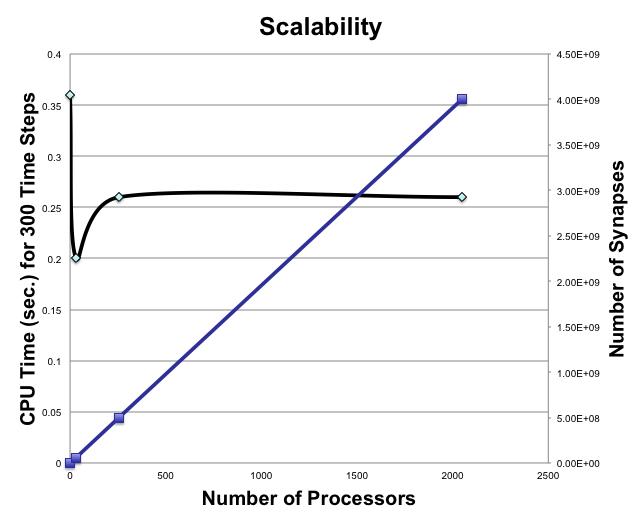 Scalability
0.4
0.35
0.3
0.25
0.2
0.15
0.1
0.05
0
CPU Time (sec.) for 300 Time Steps
4.50E+09
4.00E+09
3.50E+09
3.00E+09
2.50E+09
2.00E+09
1.50E+09
1.00E+09
5.00E+08
0.00E+00
Number of Synapses
0 500 1000 1500 2000 2500
Number of Processors